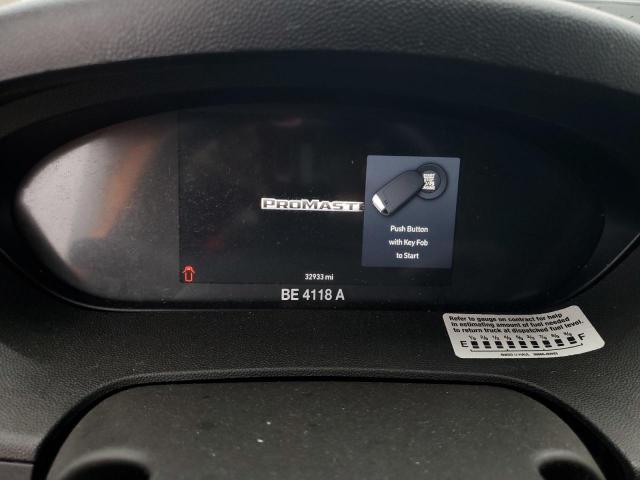 PROMASTE
Push Button
with Key Fob
to Start
32933 mi
BE 4118 A
Refer to gauge on contract for help
in estimating amount of fuel needed
to return truck at dispatched fuel level.
E F